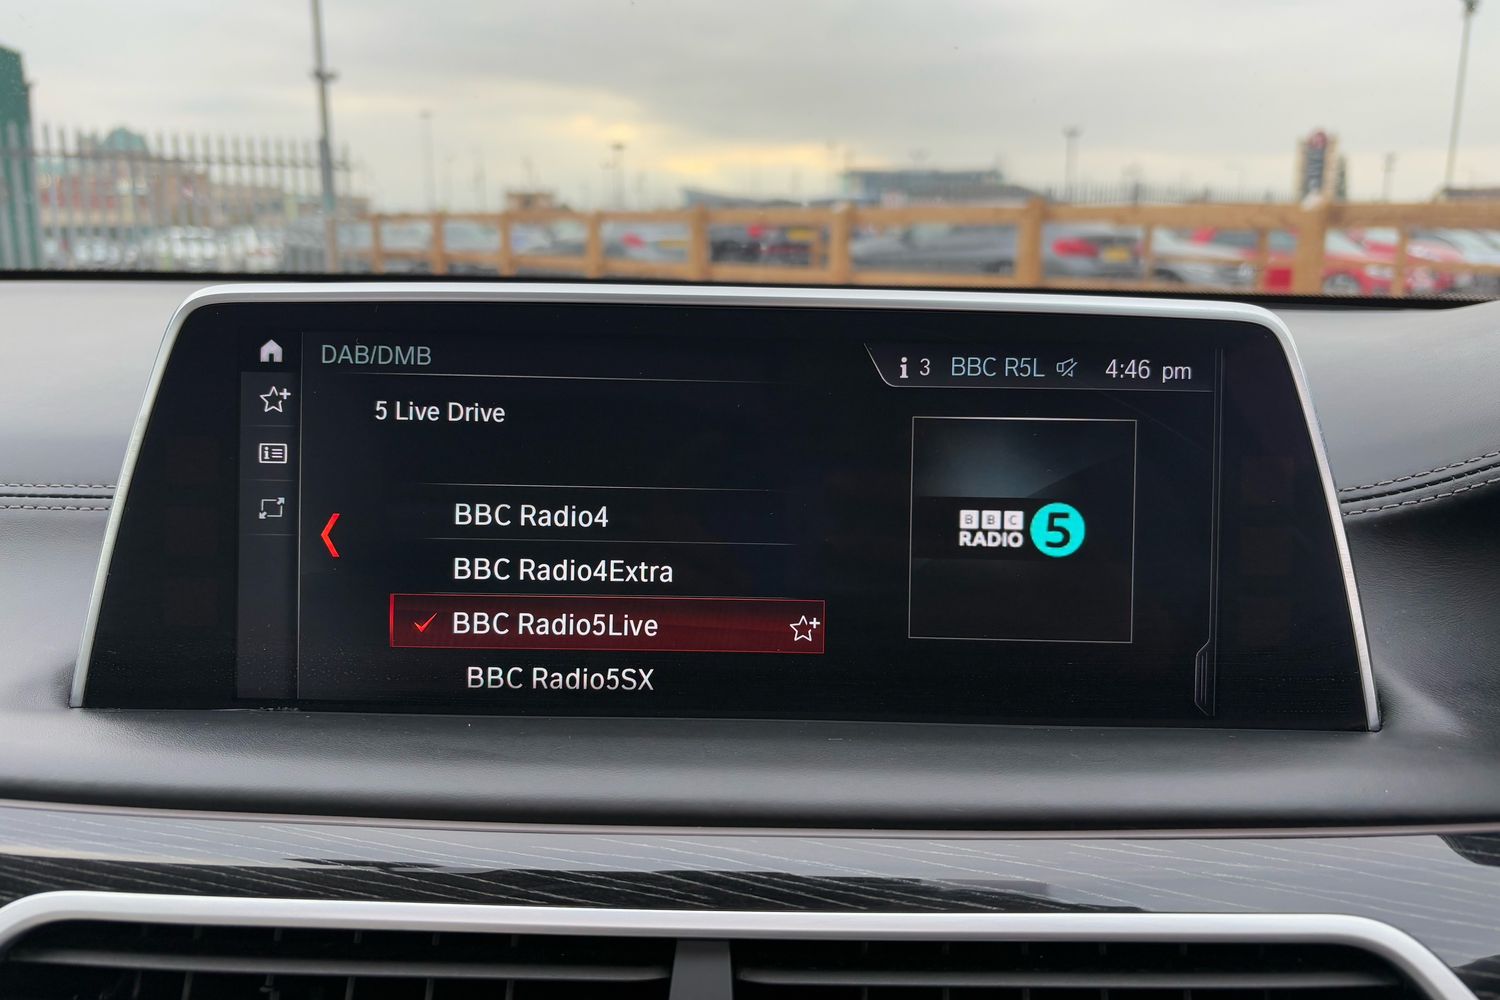 DAB/DMB
3 BBC R5L 4:46 pm
5 Live Drive
BBC Radio4
BBC Radio4Extra
BBC Radio5Live
BBC Radio5SX
BBC
RADIO 5